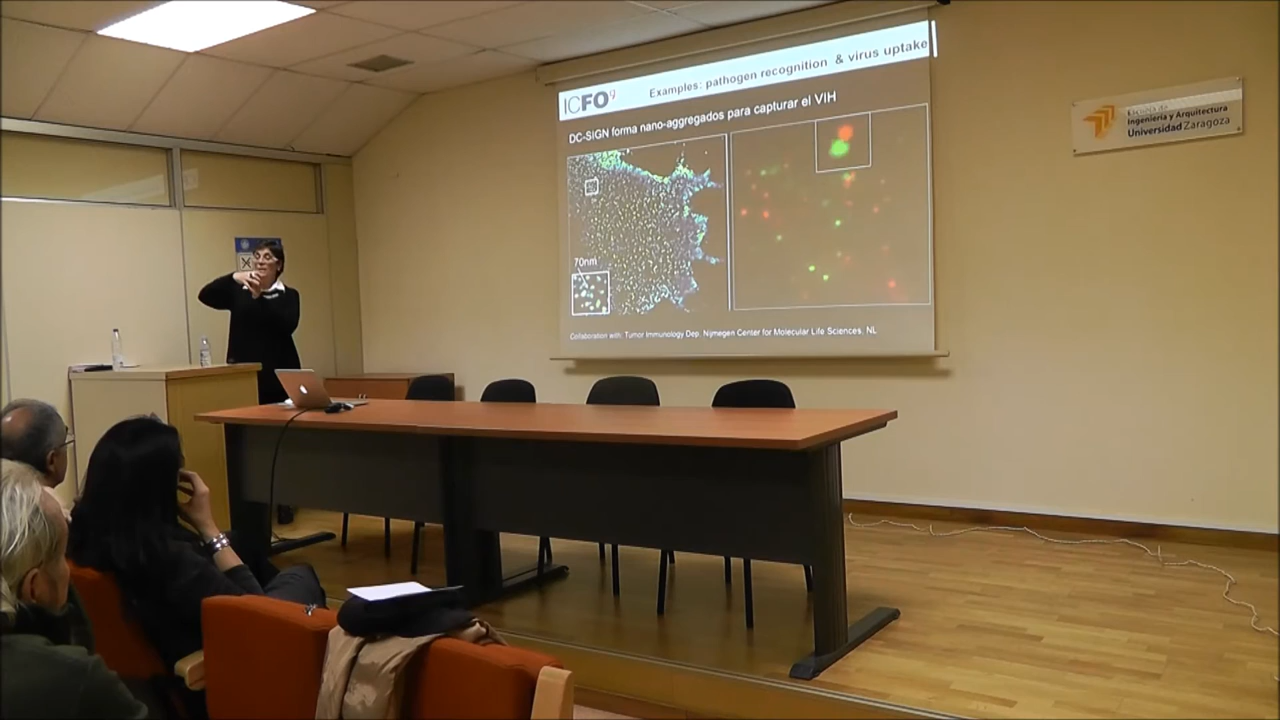 ICFO
Examples: pathogen recognition & virus uptake
DC-SIGN forma nano-agregados para capturar el VIH
70nm
Collaboration with: Tumor Immunology Dep. Nijmegen Center for Molecular Life Sciences, NL
Escuela de
Ingeniería y Arquitectura
Universidad Zaragoza